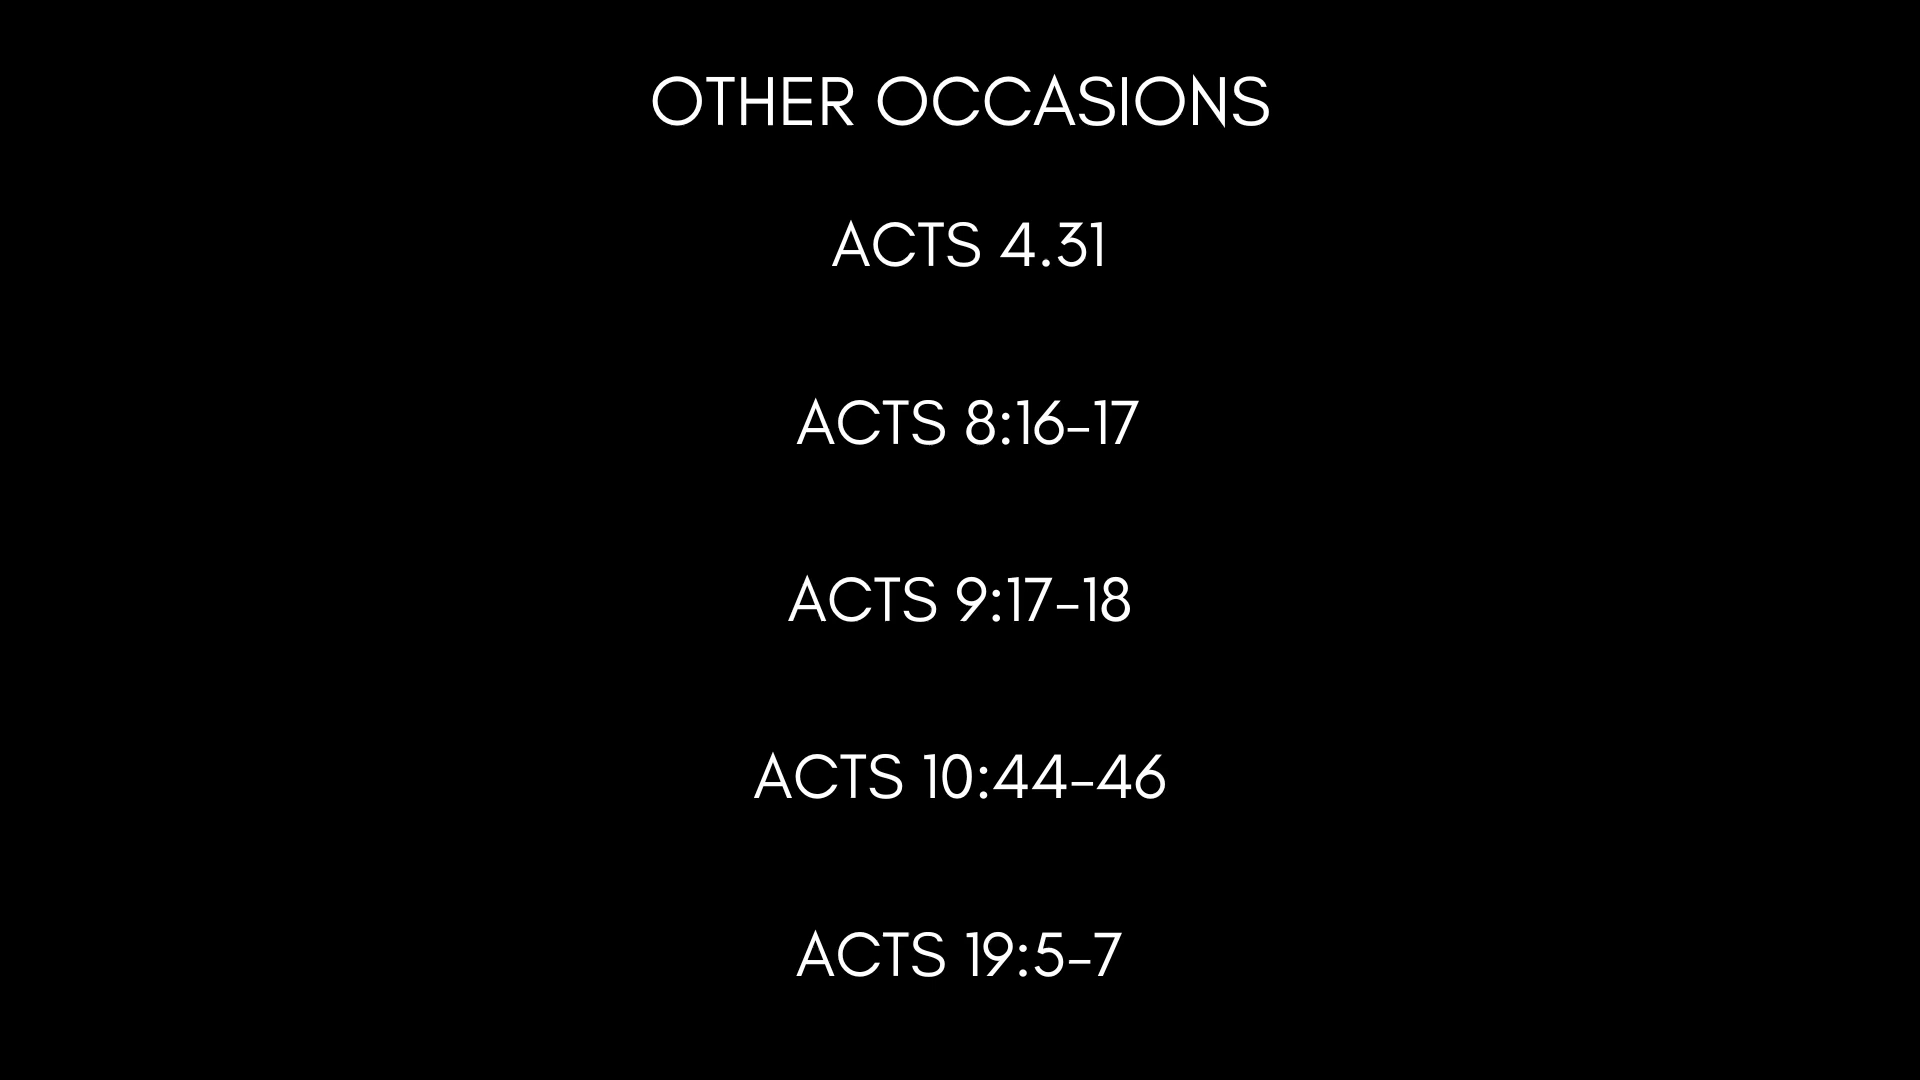 OTHER OCCASIONS
ACTS 4.31
ACTS 8:16-17
ACTS 9:17-18
ACTS 10:44-46
ACTS 19:5-7